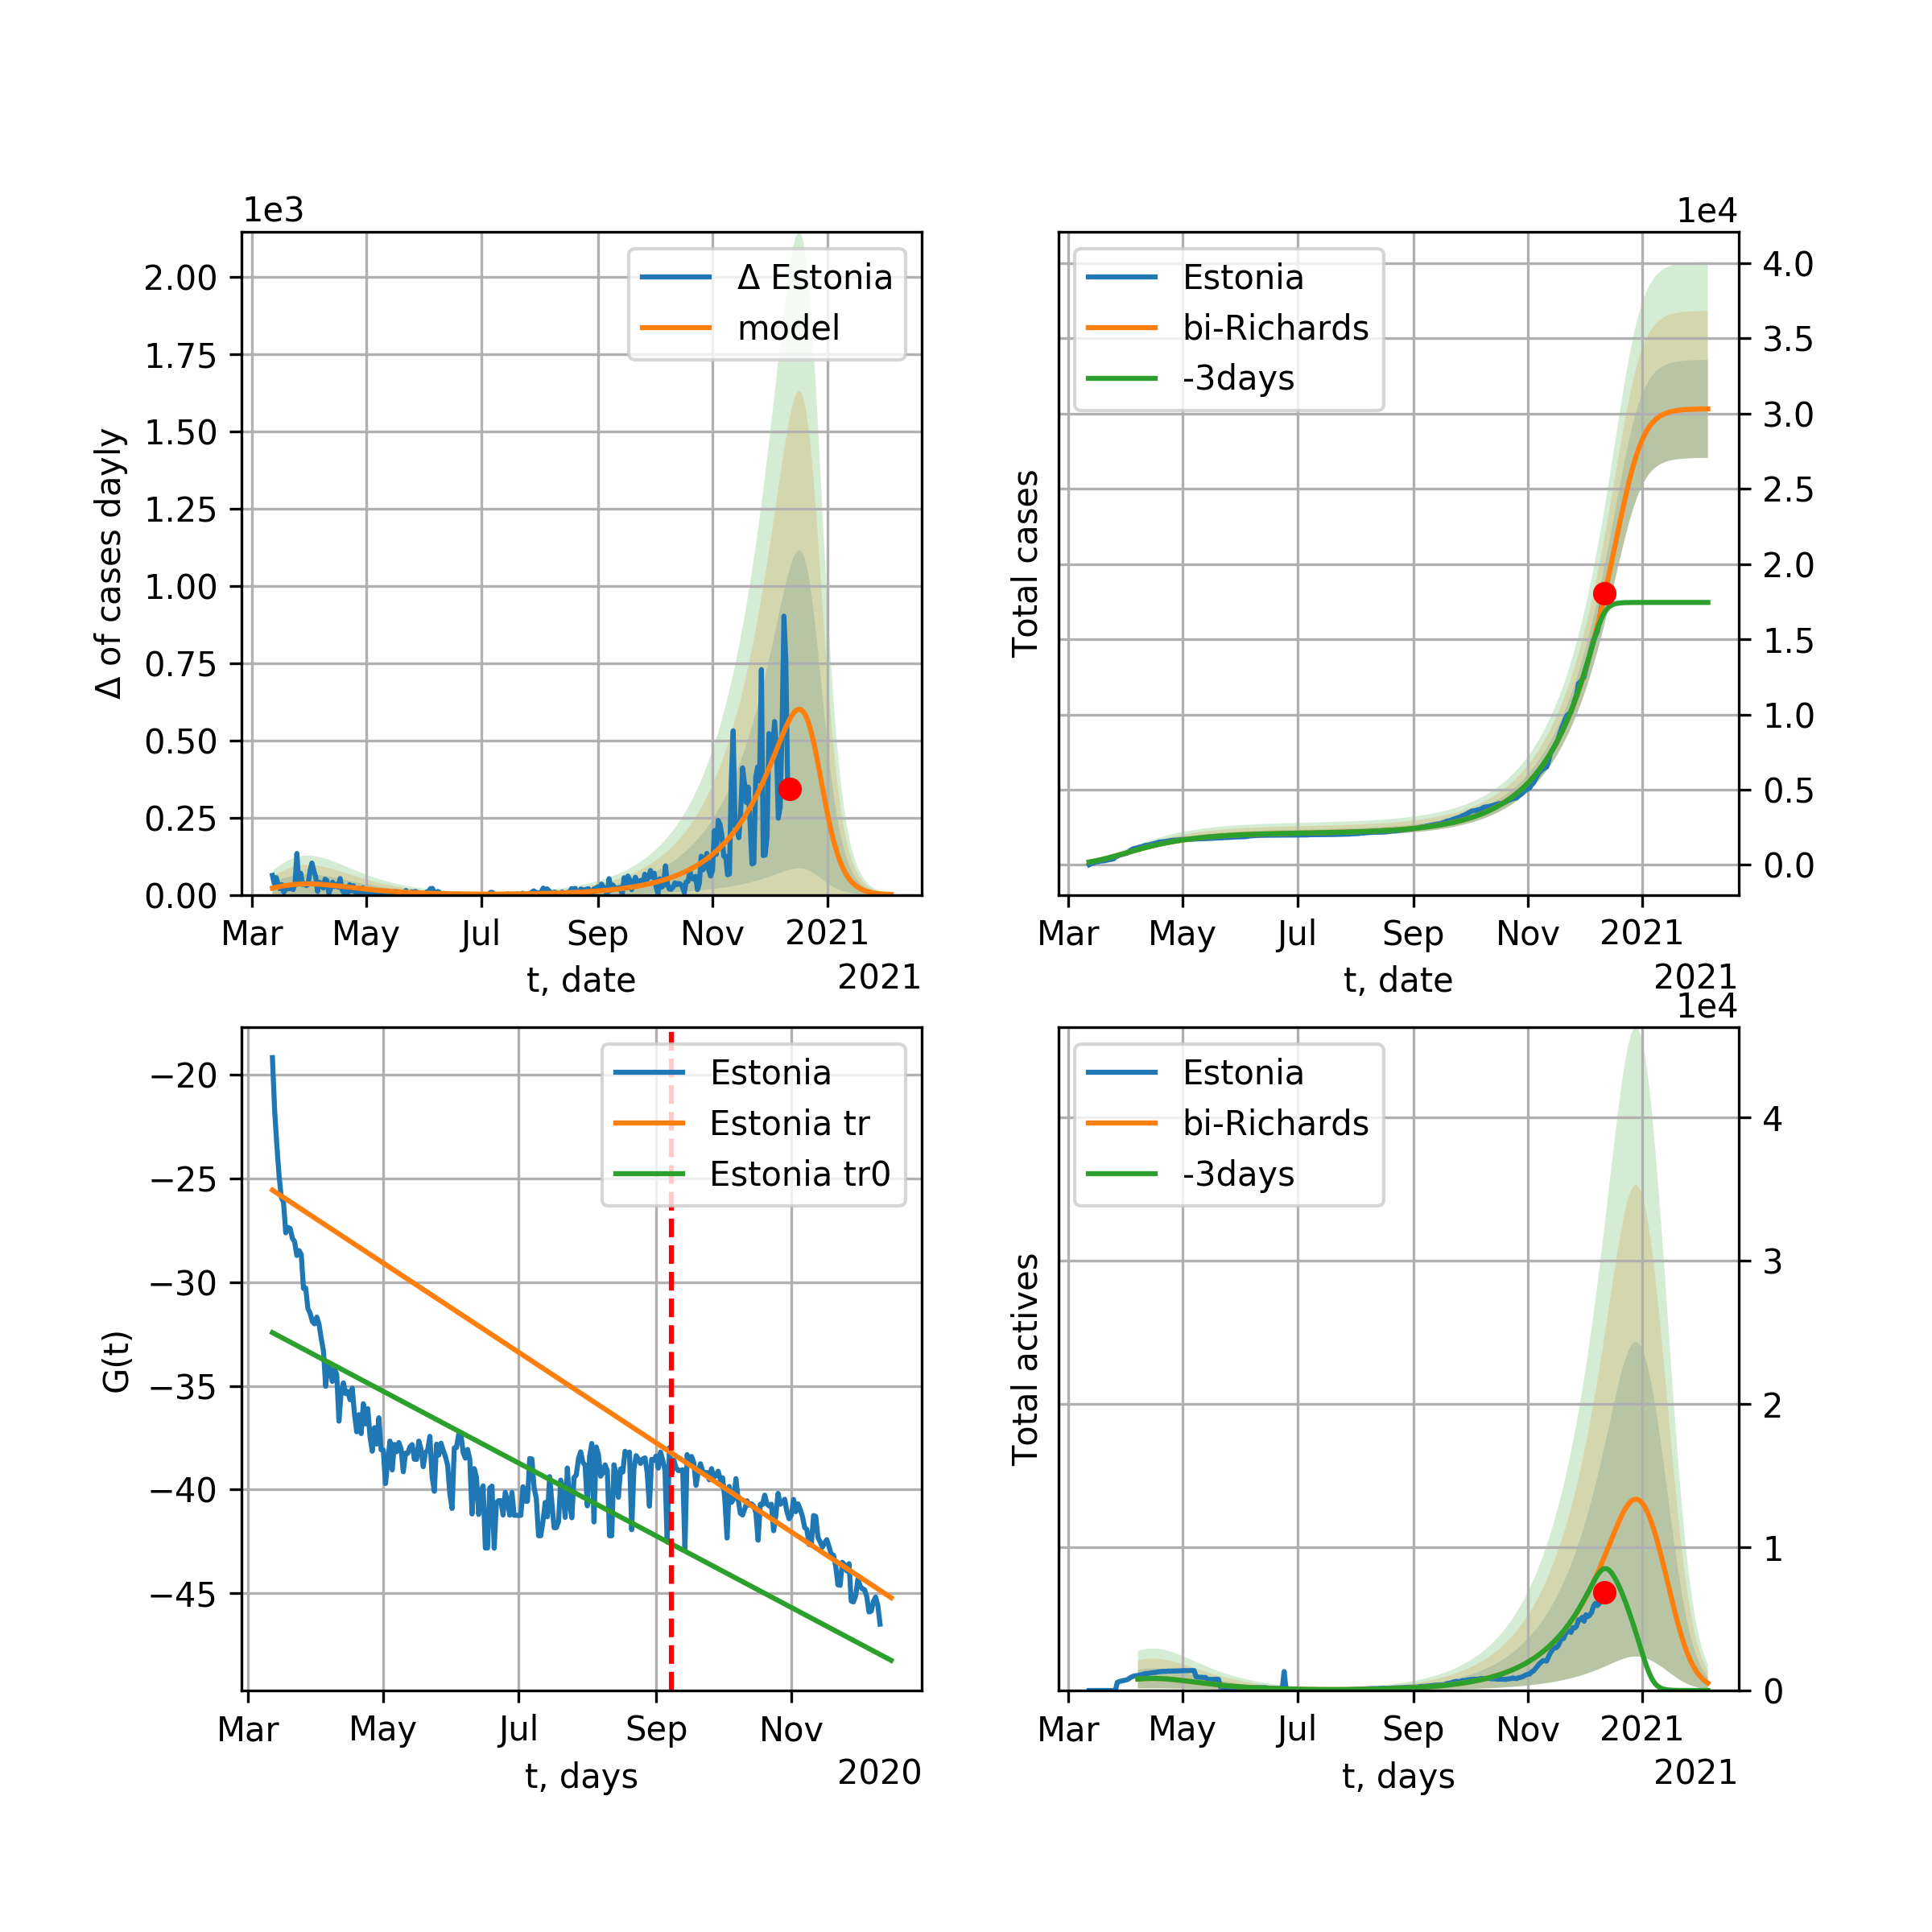 1e3
2.00
1.75
1.50
1.25
1.00
0.75
0.50
0.25
0.00
Δ of cases dayly
Δ Estonia
model
Mar May Jul Sep Nov 2021
t, date
2021
1e4
4.0
3.5
3.0
2.5
2.0
1.5
1.0
0.5
0.0
Total cases
Estonia
bi-Richards
-3days
Mar May Jul Sep Nov 2021
t, date
2021
−20
−25
−30
−35
−40
−45
G(t)
Estonia
Estonia tr
Estonia tr0
Mar May Jul Sep Nov
t, days
2020
1e4
4
3
2
1
0
Total actives
Estonia
bi-Richards
-3days
Mar May Jul Sep Nov 2021
t, days
2021